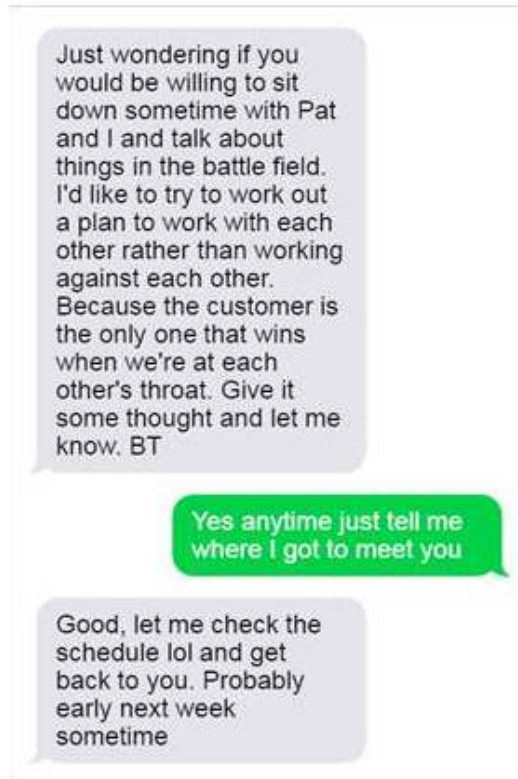 Just wondering if you
would be willing to sit
down sometime with Pat
and I and talk about
things in the battle field.
I'd like to try to work out
a plan to work with each
other rather than working
against each other.
Because the customer is
the only one that wins
when we're at each
other's throat. Give it
some thought and let me
know. BT
Yes anytime just tell me
where I got to meet you
Good, let me check the
schedule lol and get
back to you. Probably
early next week
sometime